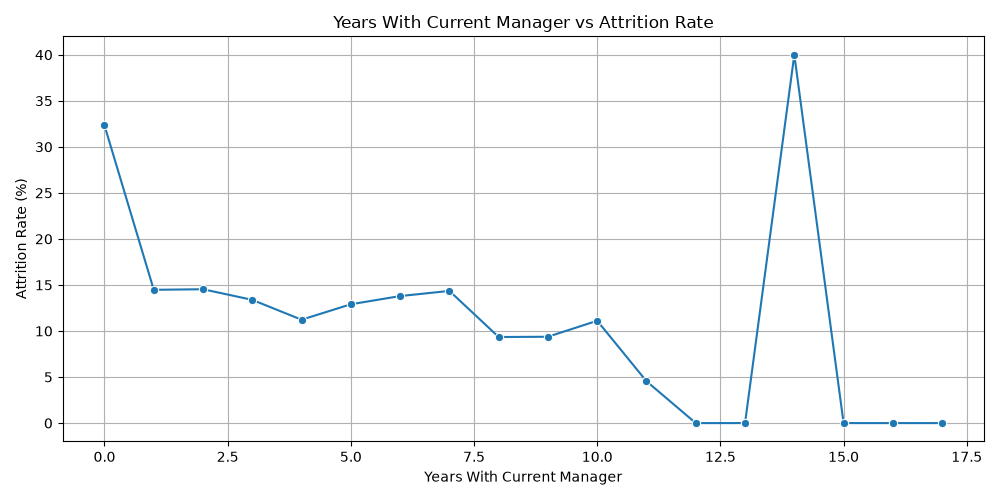 Years With Current Manager vs Attrition Rate
Attrition Rate (%)
40
35
30
25
20
15
10
5
0
0.0 2.5 5.0 7.5 10.0 12.5 15.0 17.5
Years With Current Manager